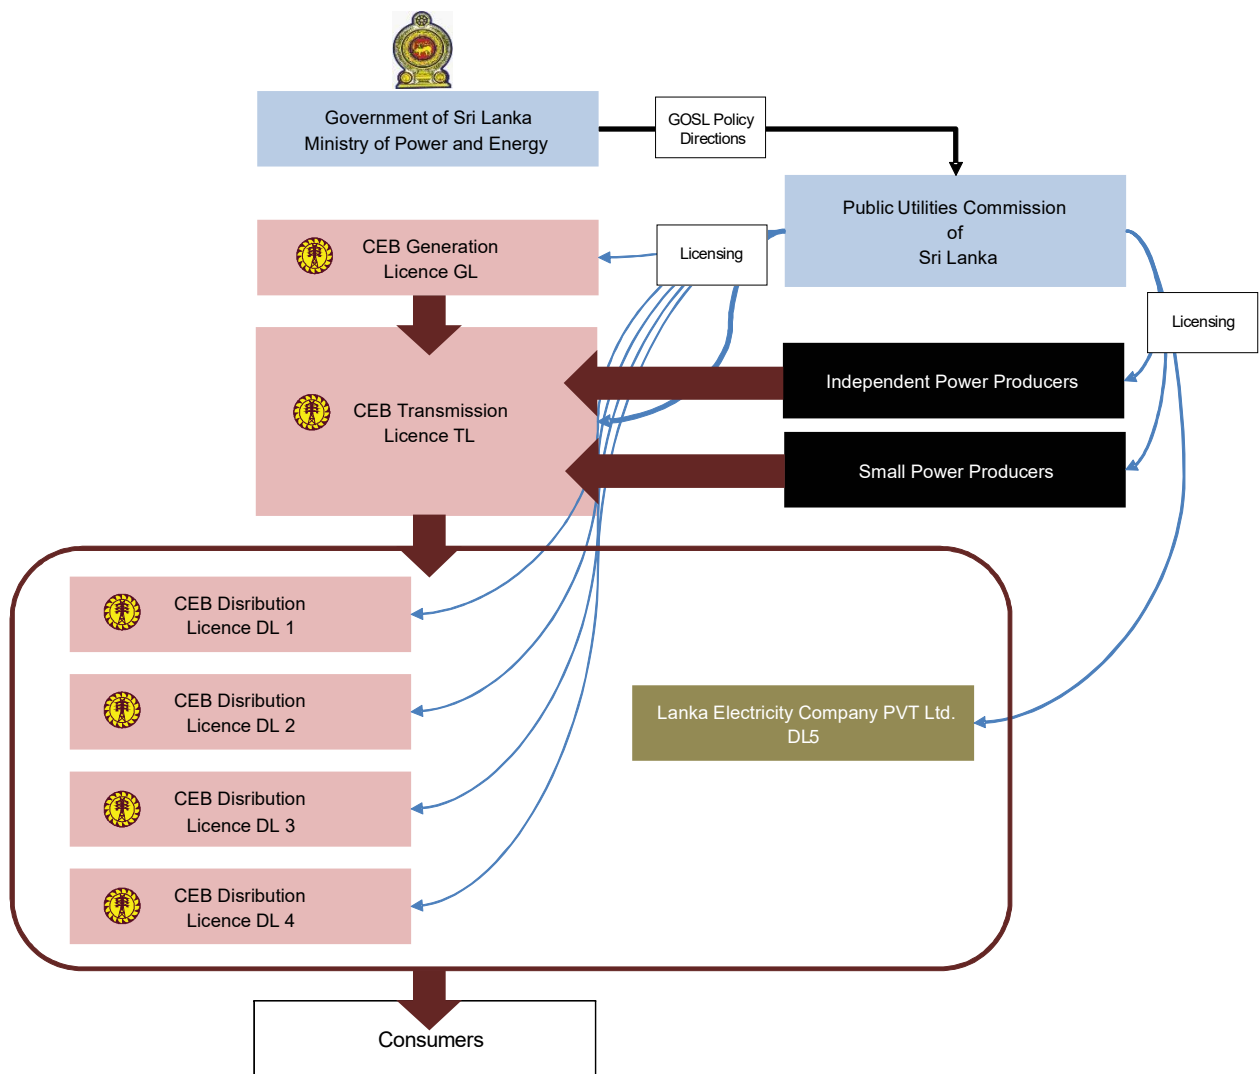 Government of Sri Lanka
Ministry of Power and Energy
GOSL Policy
Directions
Public Utilities Commission
of
Sri Lanka
CEB Generation
Licence GL
Licensing
Licensing
Independent Power Producers
CEB Transmission
Licence TL
Small Power Producers
CEB Disribution
Licence DL 1
CEB Disribution
Licence DL 2
Lanka Electricity Company PVT Ltd.
DL5
CEB Disribution
Licence DL 3
CEB Disribution
Licence DL 4
Consumers